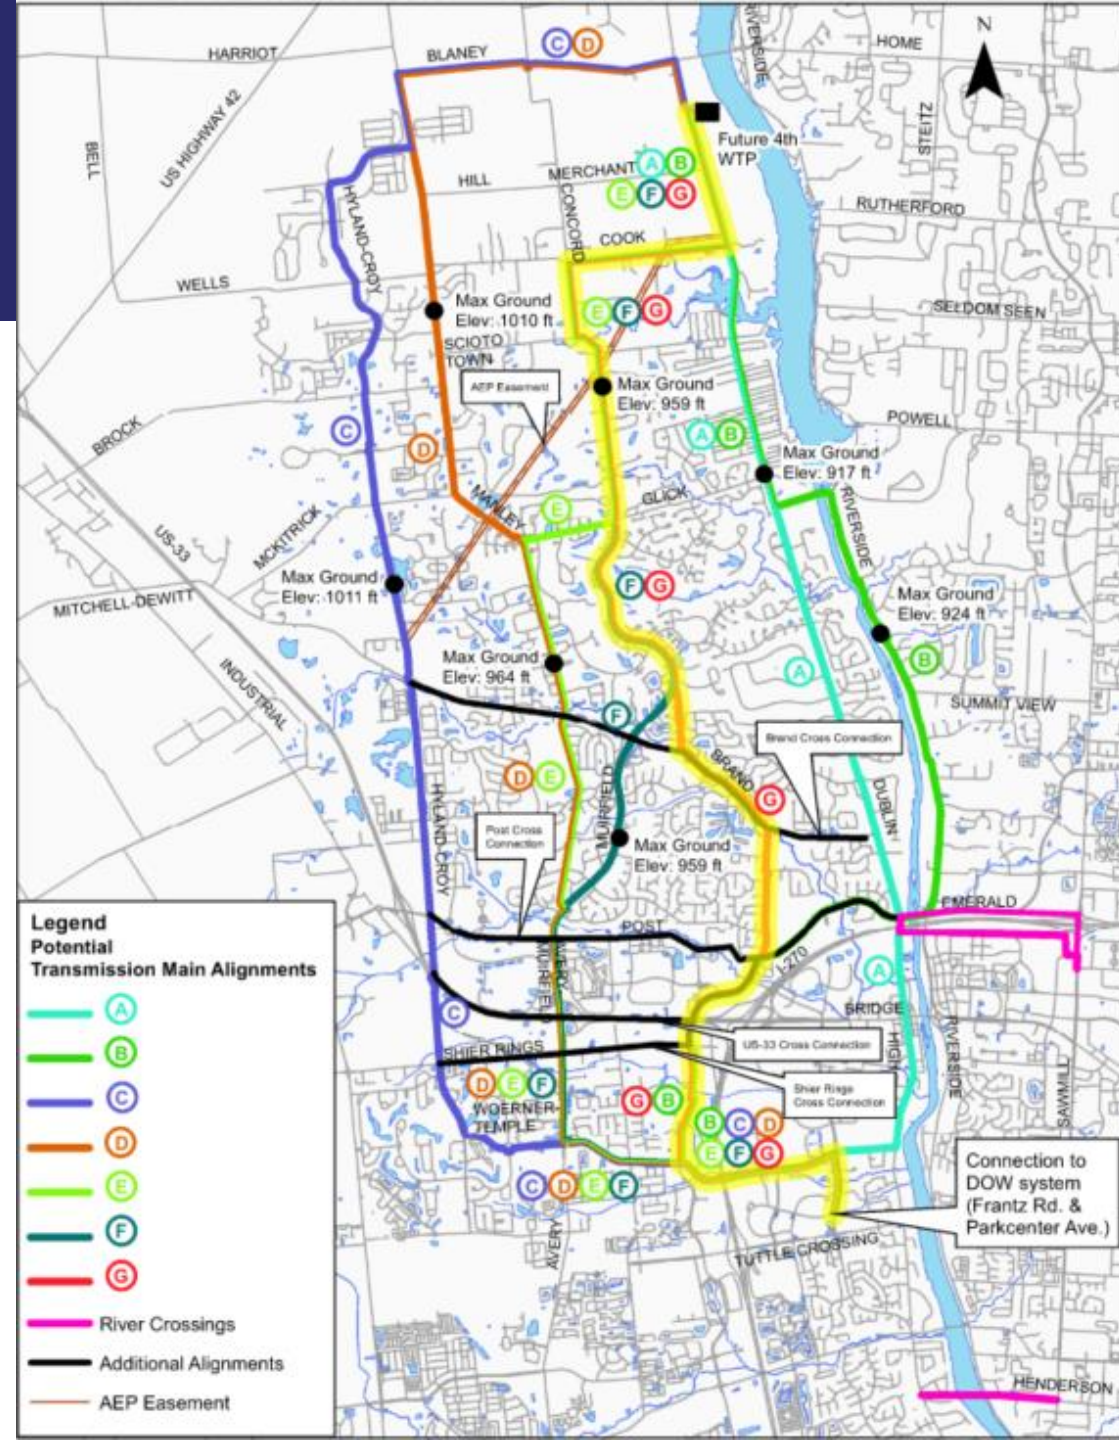 HARRIOT
BLANEY
C D
RIVERSIDE
HOME
N
US HIGHWAY 42
BELL
STEITZ
Future 4th
WTP
MERCHANT
A B
E F G
HILL
CONCORD
HYLAND-CROY
COOK
RUTHERFORD
WELLS
SELDOM SEEN
Max Ground
Elev: 1010 ft
E F G
SCIOTO
TOWN
AEP Easement
Max Ground
Elev: 959 ft
POWELL
BROCK
C
D
A B
Max Ground
Elev: 917 ft
MANLEY
E
GLICK
RIVERSIDE
US-33
MCKITRICK
Max Ground
Elev: 1011 ft
F G
MITCHELL-DEWITT
Max Ground
Elev: 924 ft
B
INDUSTRIAL
Max Ground
Elev: 964 ft
A
SUMMIT VIEW
F
Brand Cross Connection
BRAND
D E
G
MUIRFIELD
DUBLIN
HYLAND-CROY
Post Cross
Connection
Max Ground
Elev: 959 ft
EMERALD
POST
AVERY
MUIRFIELD
I-270
A
C
BRIDGE
US-33 Cross Connection
SHIER RINGS
HIGH
RIVERSIDE
SAWMILL
Shier Rings
Cross Connection
D E F
G B
WOERNER-
TEMPLE
B C D
E F G
C D E F
AVERY
TUTTLE CROSSING
Connection to
DOW system
(Frantz Rd. &
Parkcenter Ave.)
HENDERSON
Legend
Potential
Transmission Main Alignments
A
B
C
D
E
F
G
River Crossings
Additional Alignments
AEP Easement